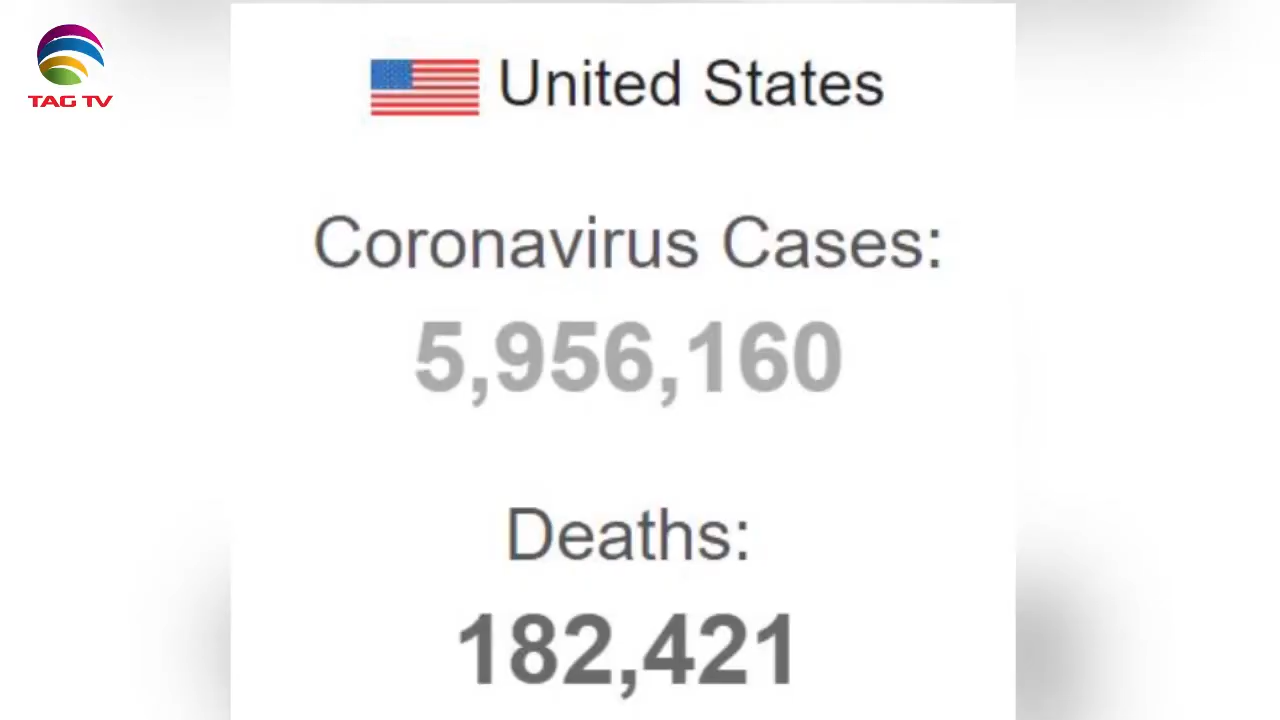 TAG TV
United States
Coronavirus Cases:
5,956,160
Deaths:
182,421